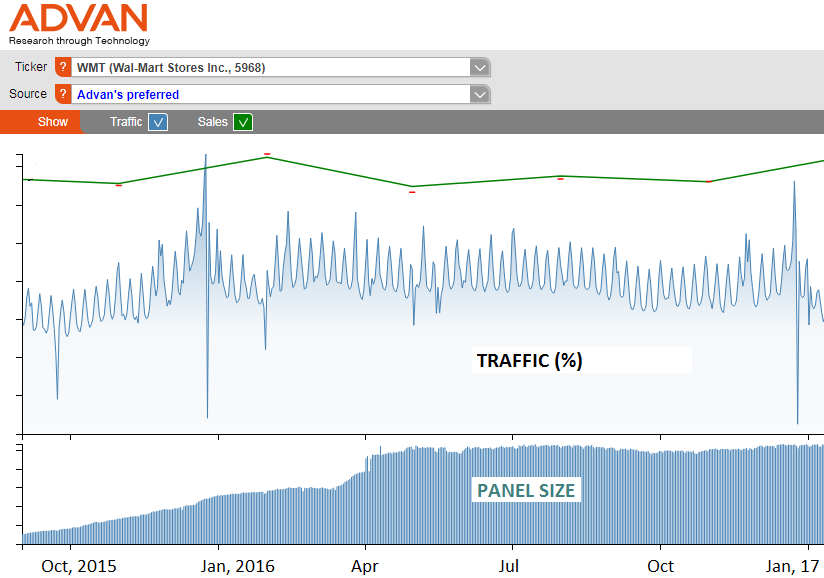 ADVAN
Research through Technology
Ticker ? WMT (Wal-Mart Stores Inc., 5968)
Source ? Advan's preferred
Show Traffic Sales
TRAFFIC (%)
PANEL SIZE
Oct, 2015 Jan, 2016 Apr Jul Oct Jan, 17